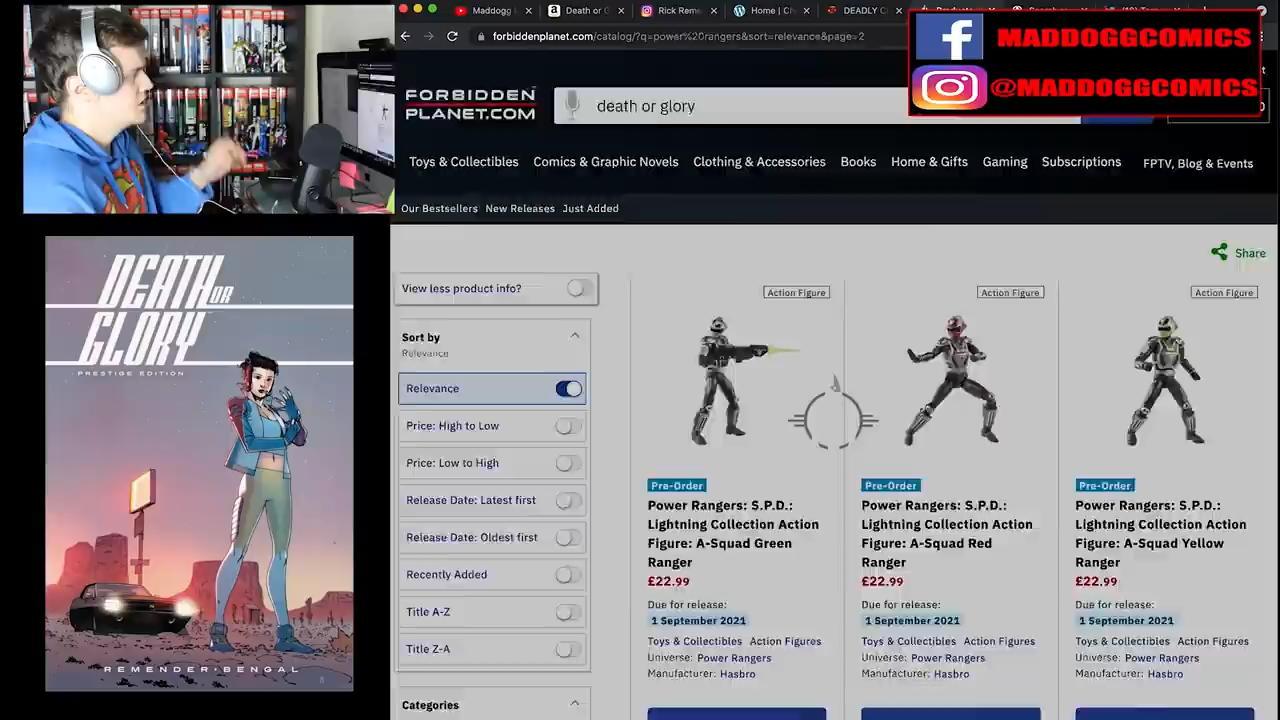 Maddogg
Home | C
DE
forbiddenplanet.com/catalog/?q=power%20rangers&sort=relevance&page=2
f MADDOGGCOMICS
@MADDOGGCOMICS
FORBIDDEN
PLANET.COM
death or glory
Toys & Collectibles Comics & Graphic Novels Clothing & Accessories Books Home & Gifts Gaming Subscriptions FPTV, Blog & Events
Our Bestsellers New Releases Just Added
Share
DEATH OR
GLORY
PRESTIGE EDITION
REMENDER · BENGAL
View less product info?
Sort by
Relevance
Relevance
Price: High to Low
Price: Low to High
Release Date: Latest first
Release Date: Oldest first
Recently Added
Title A-Z
Title Z-A
Categories
Action Figure
Pre-Order
Power Rangers: S.P.D.:
Lightning Collection Action
Figure: A-Squad Green
Ranger
£22.99
Due for release:
1 September 2021
Toys & Collectibles Action Figures
Universe: Power Rangers
Manufacturer: Hasbro
Action Figure
Pre-Order
Power Rangers: S.P.D.:
Lightning Collection Action
Figure: A-Squad Red
Ranger
£22.99
Due for release:
1 September 2021
Toys & Collectibles Action Figures
Universe: Power Rangers
Manufacturer: Hasbro
Action Figure
Pre-Order
Power Rangers: S.P.D.:
Lightning Collection Action
Figure: A-Squad Yellow
Ranger
£22.99
Due for release:
1 September 2021
Toys & Collectibles Action Figures
Universe: Power Rangers
Manufacturer: Hasbro